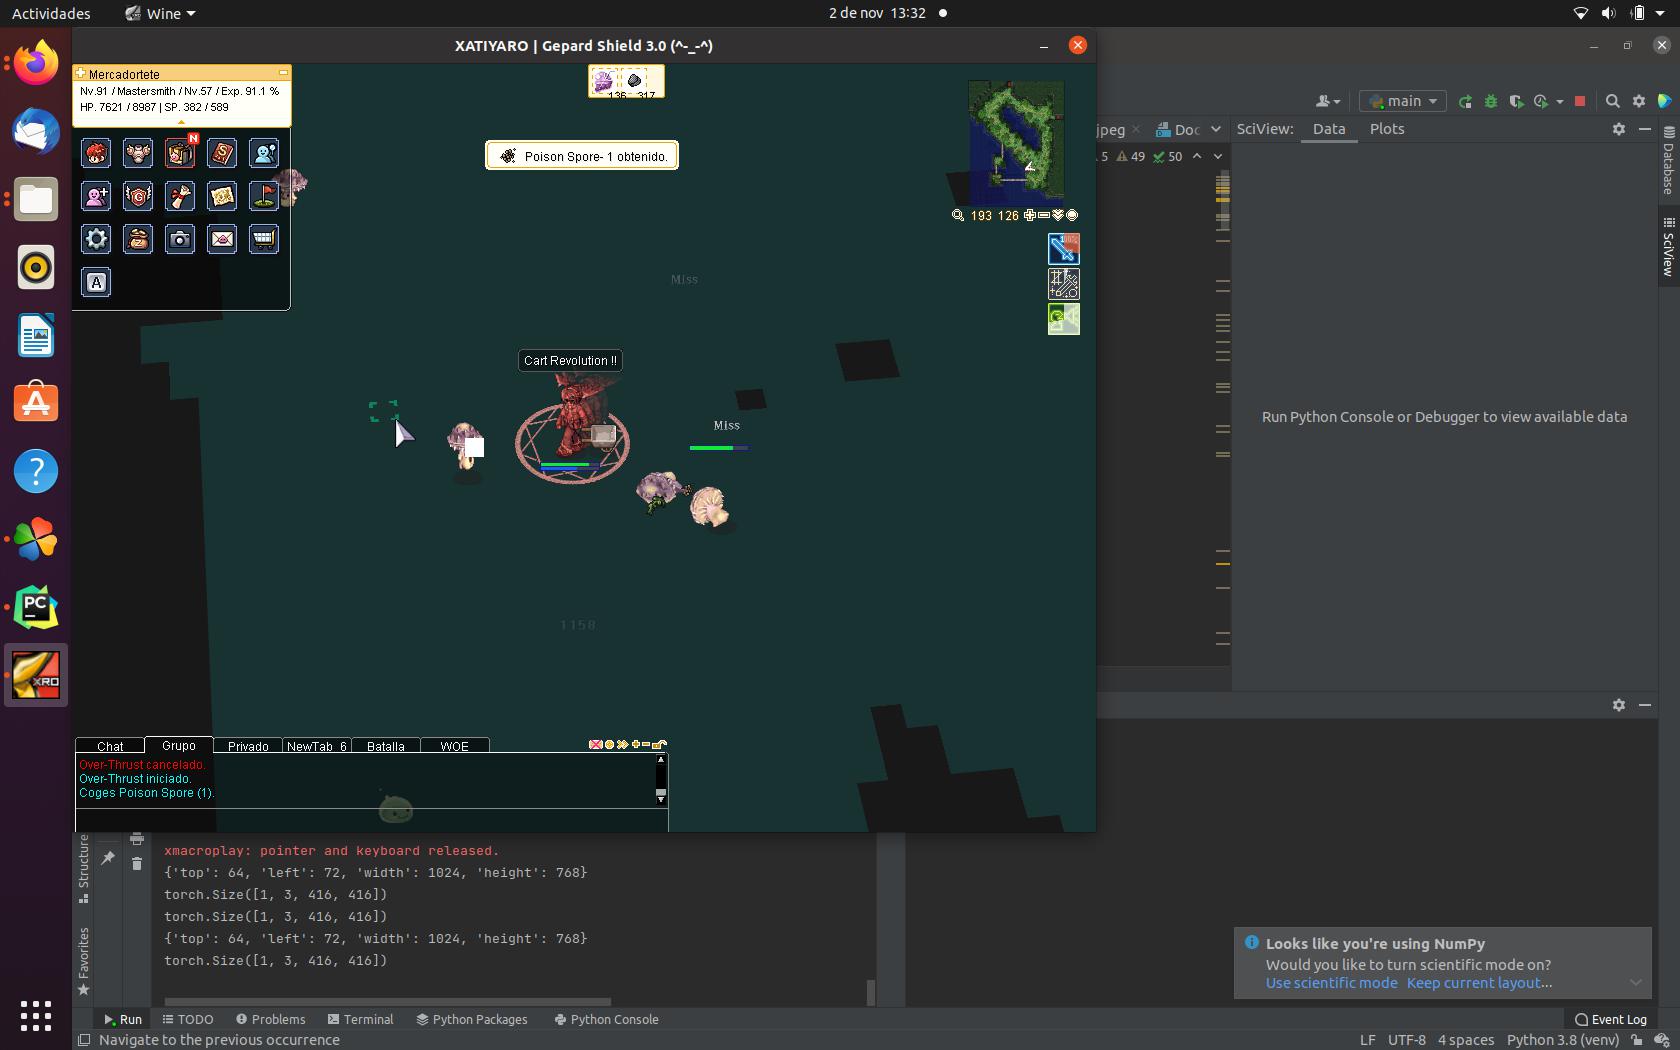 Actividades
Wine
2 de nov 13:32
XATIYARO | Gepard Shield 3.0 (^-_-^)
Mercadortete
Nv.91 / Mastersmith / Nv.57 / Exp. 91.1 %
HP. 7621 / 8987 | SP. 382 / 589
N
G
Z
A
136 317
Poison Spore- 1 obtenido.
193 126
100%
Miss
Cart Revolution !!
Miss
1158
Chat
Grupo
Privado
NewTab_6
Batalla
WOE
Over-Thrust cancelado.
Over-Thrust iniciado.
Coges Poison Spore (1).
main
jpeg
Doc
SciView:
Data
Plots
5
49
50
Database
SciView
Run Python Console or Debugger to view available data
PC
XRO
Structure
Favorites
xmacroplay: pointer and keyboard released.
{'top': 64, 'left': 72, 'width': 1024, 'height': 768}
torch.Size([1, 3, 416, 416])
torch.Size([1, 3, 416, 416])
{'top': 64, 'left': 72, 'width': 1024, 'height': 768}
torch.Size([1, 3, 416, 416])
Looks like you're using NumPy
Would you like to turn scientific mode on?
Use scientific mode Keep current layout...
Run
TODO
Problems
Terminal
Python Packages
Python Console
Event Log
Navigate to the previous occurrence
LF UTF-8 4 spaces Python 3.8 (venv)